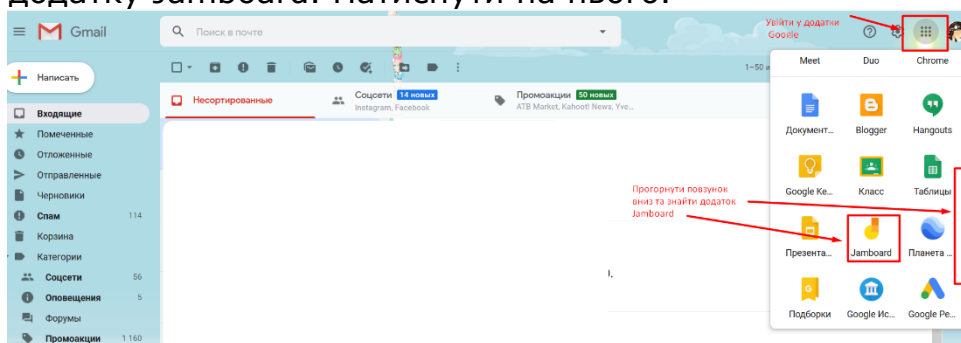 додатку Jamboard. Натиснути на нього.
Увійти у додатки
Google
Gmail
Поиск в почте
Написать
1–50 и
Несортированные
Соцсети 14 новых
Instagram, Facebook
Промоакции 50 новых
ATB Market, Kahoot! News, Yve...
Входящие
Помеченные
Отложенные
Отправленные
Черновики
Спам 114
Корзина
Категории
Соцсети 56
Оповещения 5
Форумы
Промоакции 1 160
Прогорнути повзунок
вниз та знайти додаток
Jamboard
Meet Duo Chrome
Документ... Blogger Hangouts
Google Ke... Класс Таблицы
Презента... Jamboard Планета ...
Подборки Google Ис... Google Ре...